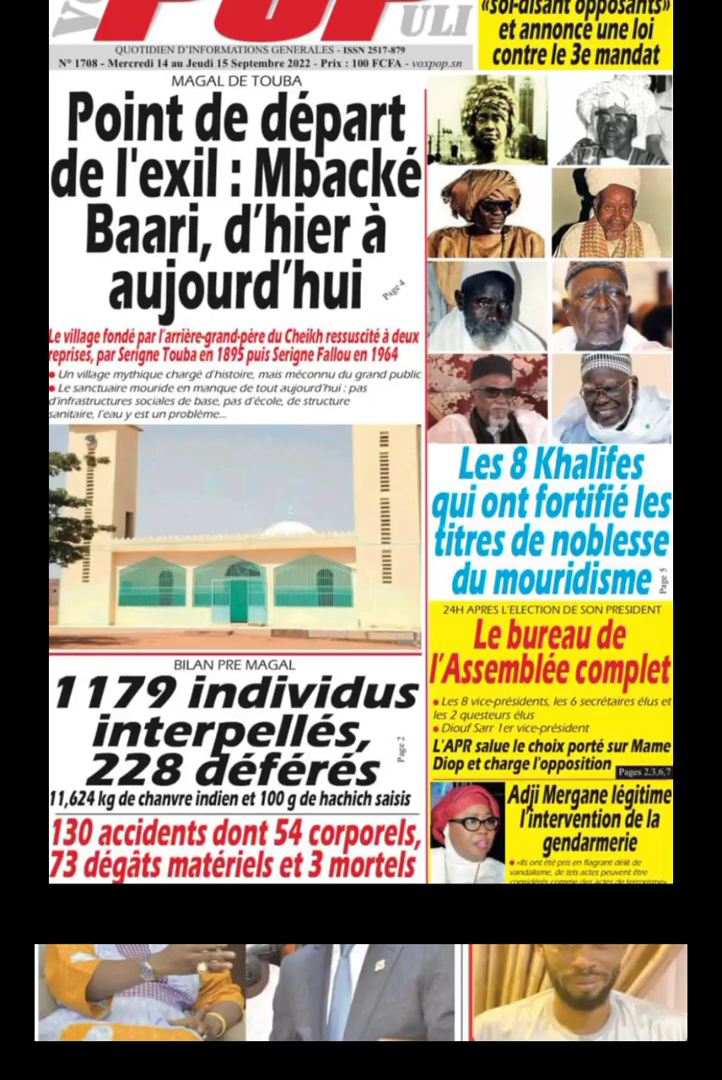 VO
POP
ULI
QUOTIDIEN D'INFORMATIONS GENERALES - ISSN 2517-879
N° 1708 - Mercredi 14 au Jeudi 15 Septembre 2022 - Prix : 100 FCFA - voxpop.sn
«soi-disant opposants»
et annonce une loi
contre le 3e mandat
MAGAL DE TOUBA
Point de départ
de l'exil : Mbacké
Baari, d'hier à
aujourd'hui
Page 4
Le village fondé par l'arrière-grand-père du Cheikh ressuscité à deux
reprises, par Serigne Touba en 1895 puis Serigne Fallou en 1964
• Un village mythique chargé d'histoire, mais méconnu du grand public
• Le sanctuaire mouride en manque de tout aujourd'hui : pas
d'infrastructures sociales de base, pas d'école, de structure
sanitaire, l'eau y est un problème...
BILAN PRE MAGAL
1 179 individus
interpellés,
228 déférés
Page 2
11,624 kg de chanvre indien et 100 g de hachich saisis
130 accidents dont 54 corporels,
73 dégâts matériels et 3 mortels
Les 8 Khalifes
qui ont fortifié les
titres de noblesse
du mouridisme
Page 5
24H APRES L'ELECTION DE SON PRESIDENT
Le bureau de
l'Assemblée complet
• Les 8 vice-présidents, les 6 secrétaires élus et
les 2 questeurs élus
• Diouf Sarr 1er vice-président
L'APR salue le choix porté sur Mame
Diop et charge l'opposition
Pages 2,3,6,7
Adji Mergane légitime
l'intervention de la
gendarmerie
• «Ils ont été pris en flagrant délit de
vandalisme, de tels actes peuvent être
considérés comme des actes de terrorisme»